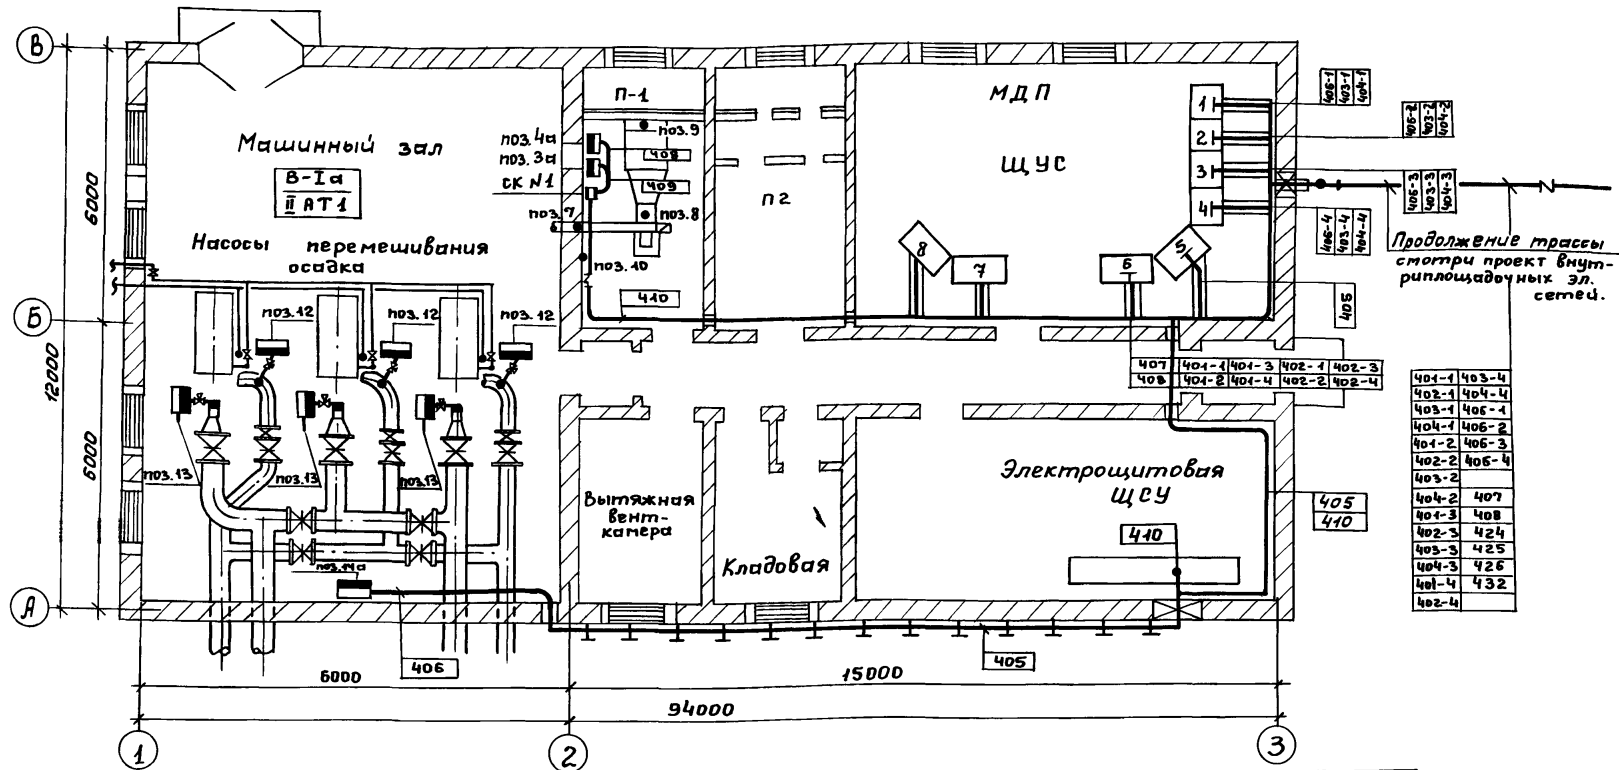 В
Б
А
6000
6000
12000
Машинный зал
В-Iа
II АТ1
Насосы перемешивания
осадка
поз.12
поз.12
поз.12
поз.13
поз.13
поз.13
поз.14а
406
П-1
поз.4а
поз.3а
СК №1
поз.9
408
409
поз.7
поз.8
поз.10
410
П2
МДП
ЩУС
1
2
3
4
5
6
7
8
406-1
403-1
404-1
406-2
403-2
404-2
406-3
403-3
404-3
406-4
403-4
404-4
Продолжение трассы
смотри проект внут-
риплощадочных эл.
сетей.
405
407 401-1 401-3 402-1 402-3
408 401-2 401-4 402-2 402-4
401-1 403-4
402-1 404-4
403-1 406-1
404-1 406-2
401-2 406-3
402-2 406-4
403-2
404-2 407
401-3 408
402-3 424
403-3 425
404-3 426
401-4 432
402-4
Вытяжная
вент-
камера
Кладовая
Электрощитовая
ЩСУ
410
405
410
405
6000
15000
94000
1
2
3